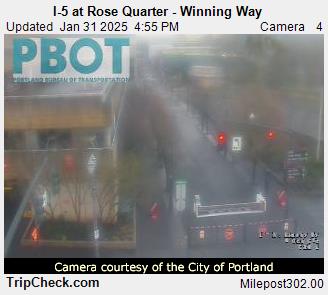 I-5 at Rose Quarter - Winning Way
Updated Jan 31 2025 4:55 PM Camera 4
PBOT
PORTLAND BUREAU OF TRANSPORTATION
Camera courtesy of the City of Portland
TripCheck.com Milepost302.00